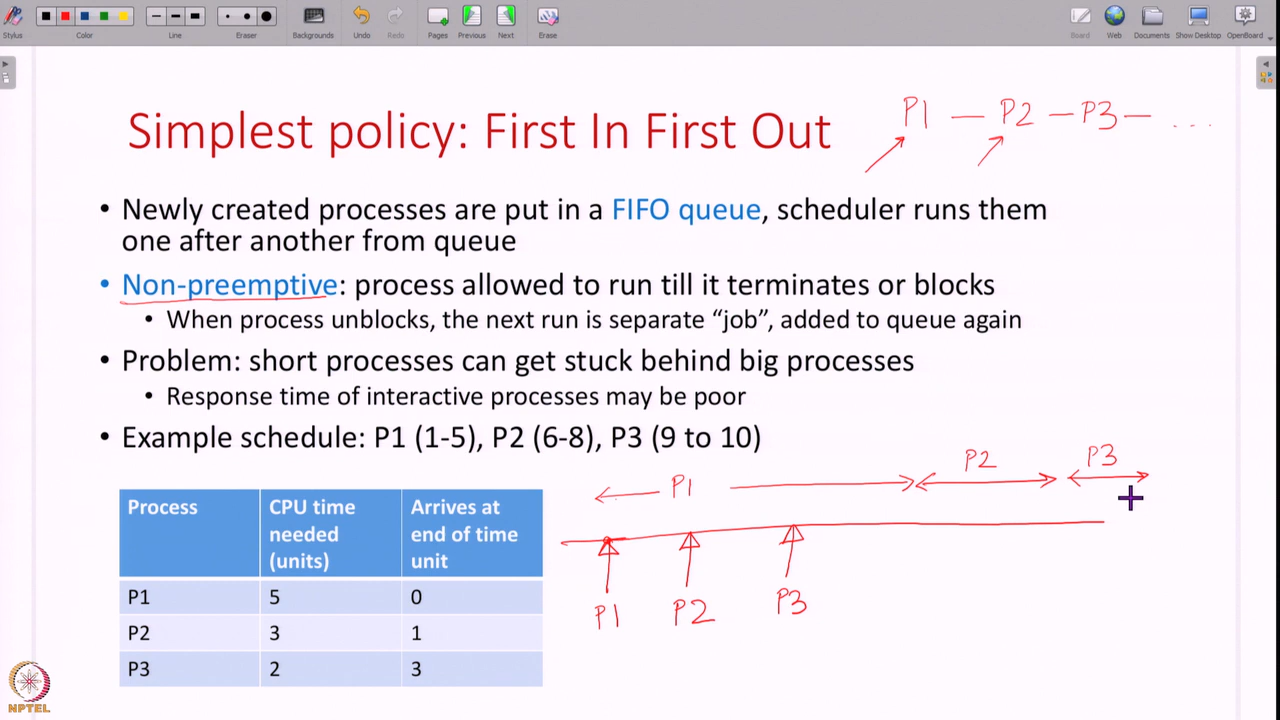 Stylus
Color
Line
Eraser
Backgrounds
Undo
Redo
Pages
Previous
Next
Erase
Board
Web
Documents
Show Desktop
OpenBoard
Simplest policy: First In First Out
P1 — P2 — P3 — ...
• Newly created processes are put in a FIFO queue, scheduler runs them
one after another from queue
• Non-preemptive: process allowed to run till it terminates or blocks
• When process unblocks, the next run is separate “job”, added to queue again
• Problem: short processes can get stuck behind big processes
• Response time of interactive processes may be poor
• Example schedule: P1 (1-5), P2 (6-8), P3 (9 to 10)
P1 P2 P3
Process CPU time needed (units) Arrives at end of time unit
P1 5 0
P2 3 1
P3 2 3
P1 P2 P3
NPTEL